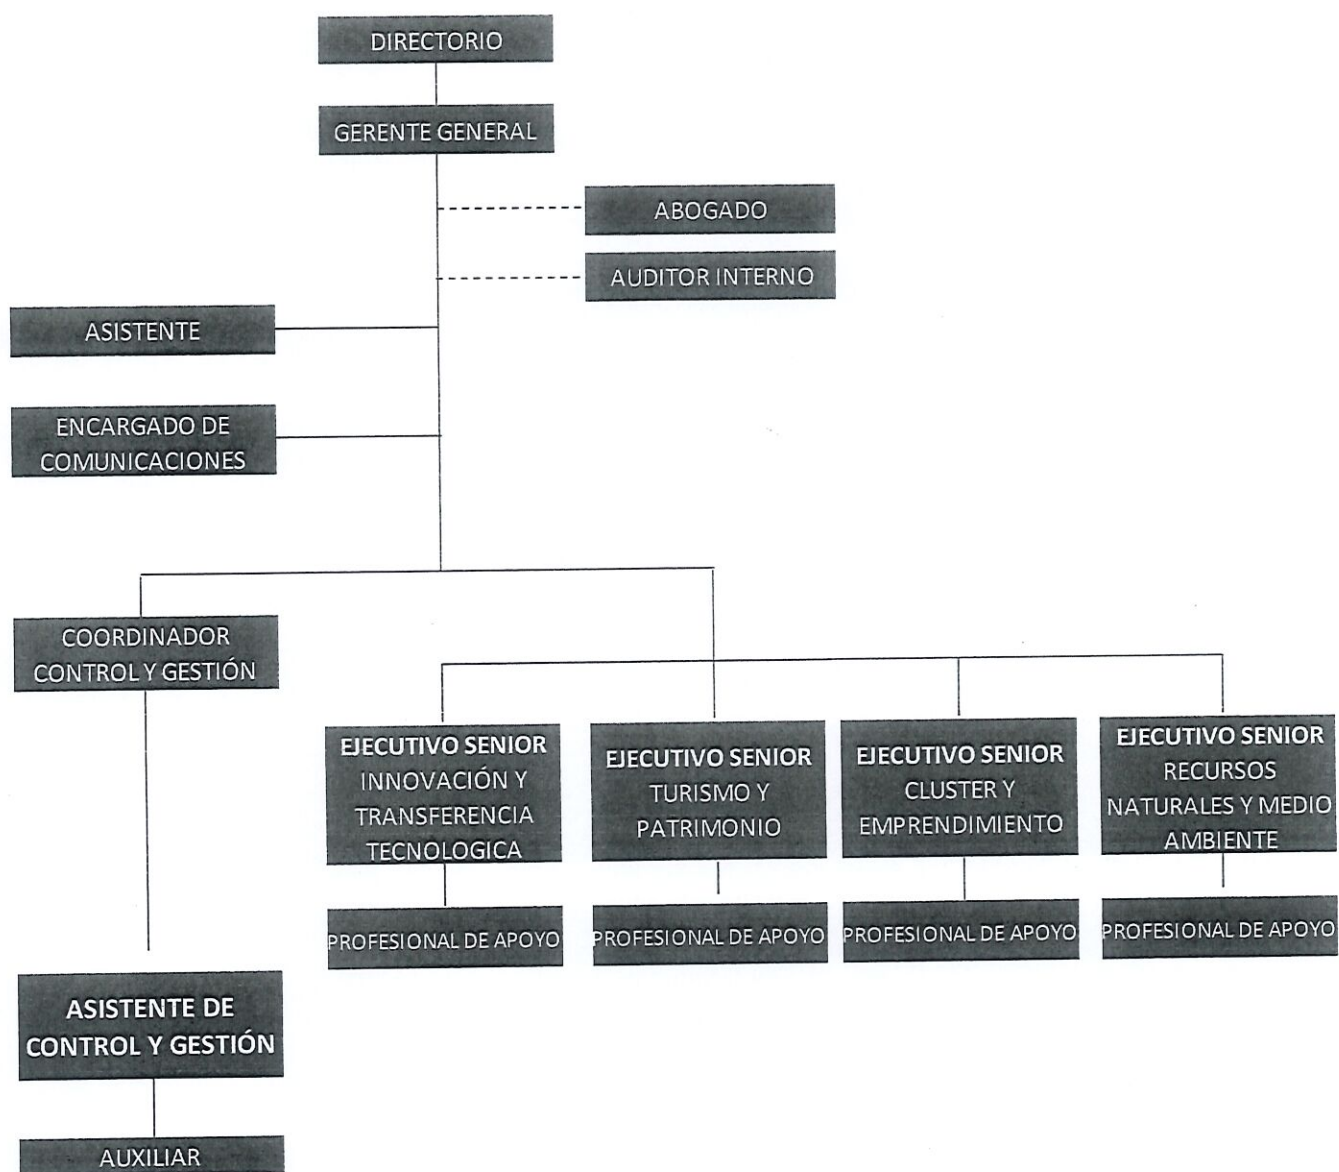 DIRECTORIO
GERENTE GENERAL
ABOGADO
AUDITOR INTERNO
ASISTENTE
ENCARGADO DE
COMUNICACIONES
COORDINADOR
CONTROL Y GESTIÓN
EJECUTIVO SENIOR
INNOVACIÓN Y
TRANSFERENCIA
TECNOLOGICA
EJECUTIVO SENIOR
TURISMO Y
PATRIMONIO
EJECUTIVO SENIOR
CLUSTER Y
EMPRENDIMIENTO
EJECUTIVO SENIOR
RECURSOS
NATURALES Y MEDIO
AMBIENTE
PROFESIONAL DE APOYO
PROFESIONAL DE APOYO
PROFESIONAL DE APOYO
PROFESIONAL DE APOYO
ASISTENTE DE
CONTROL Y GESTIÓN
AUXILIAR